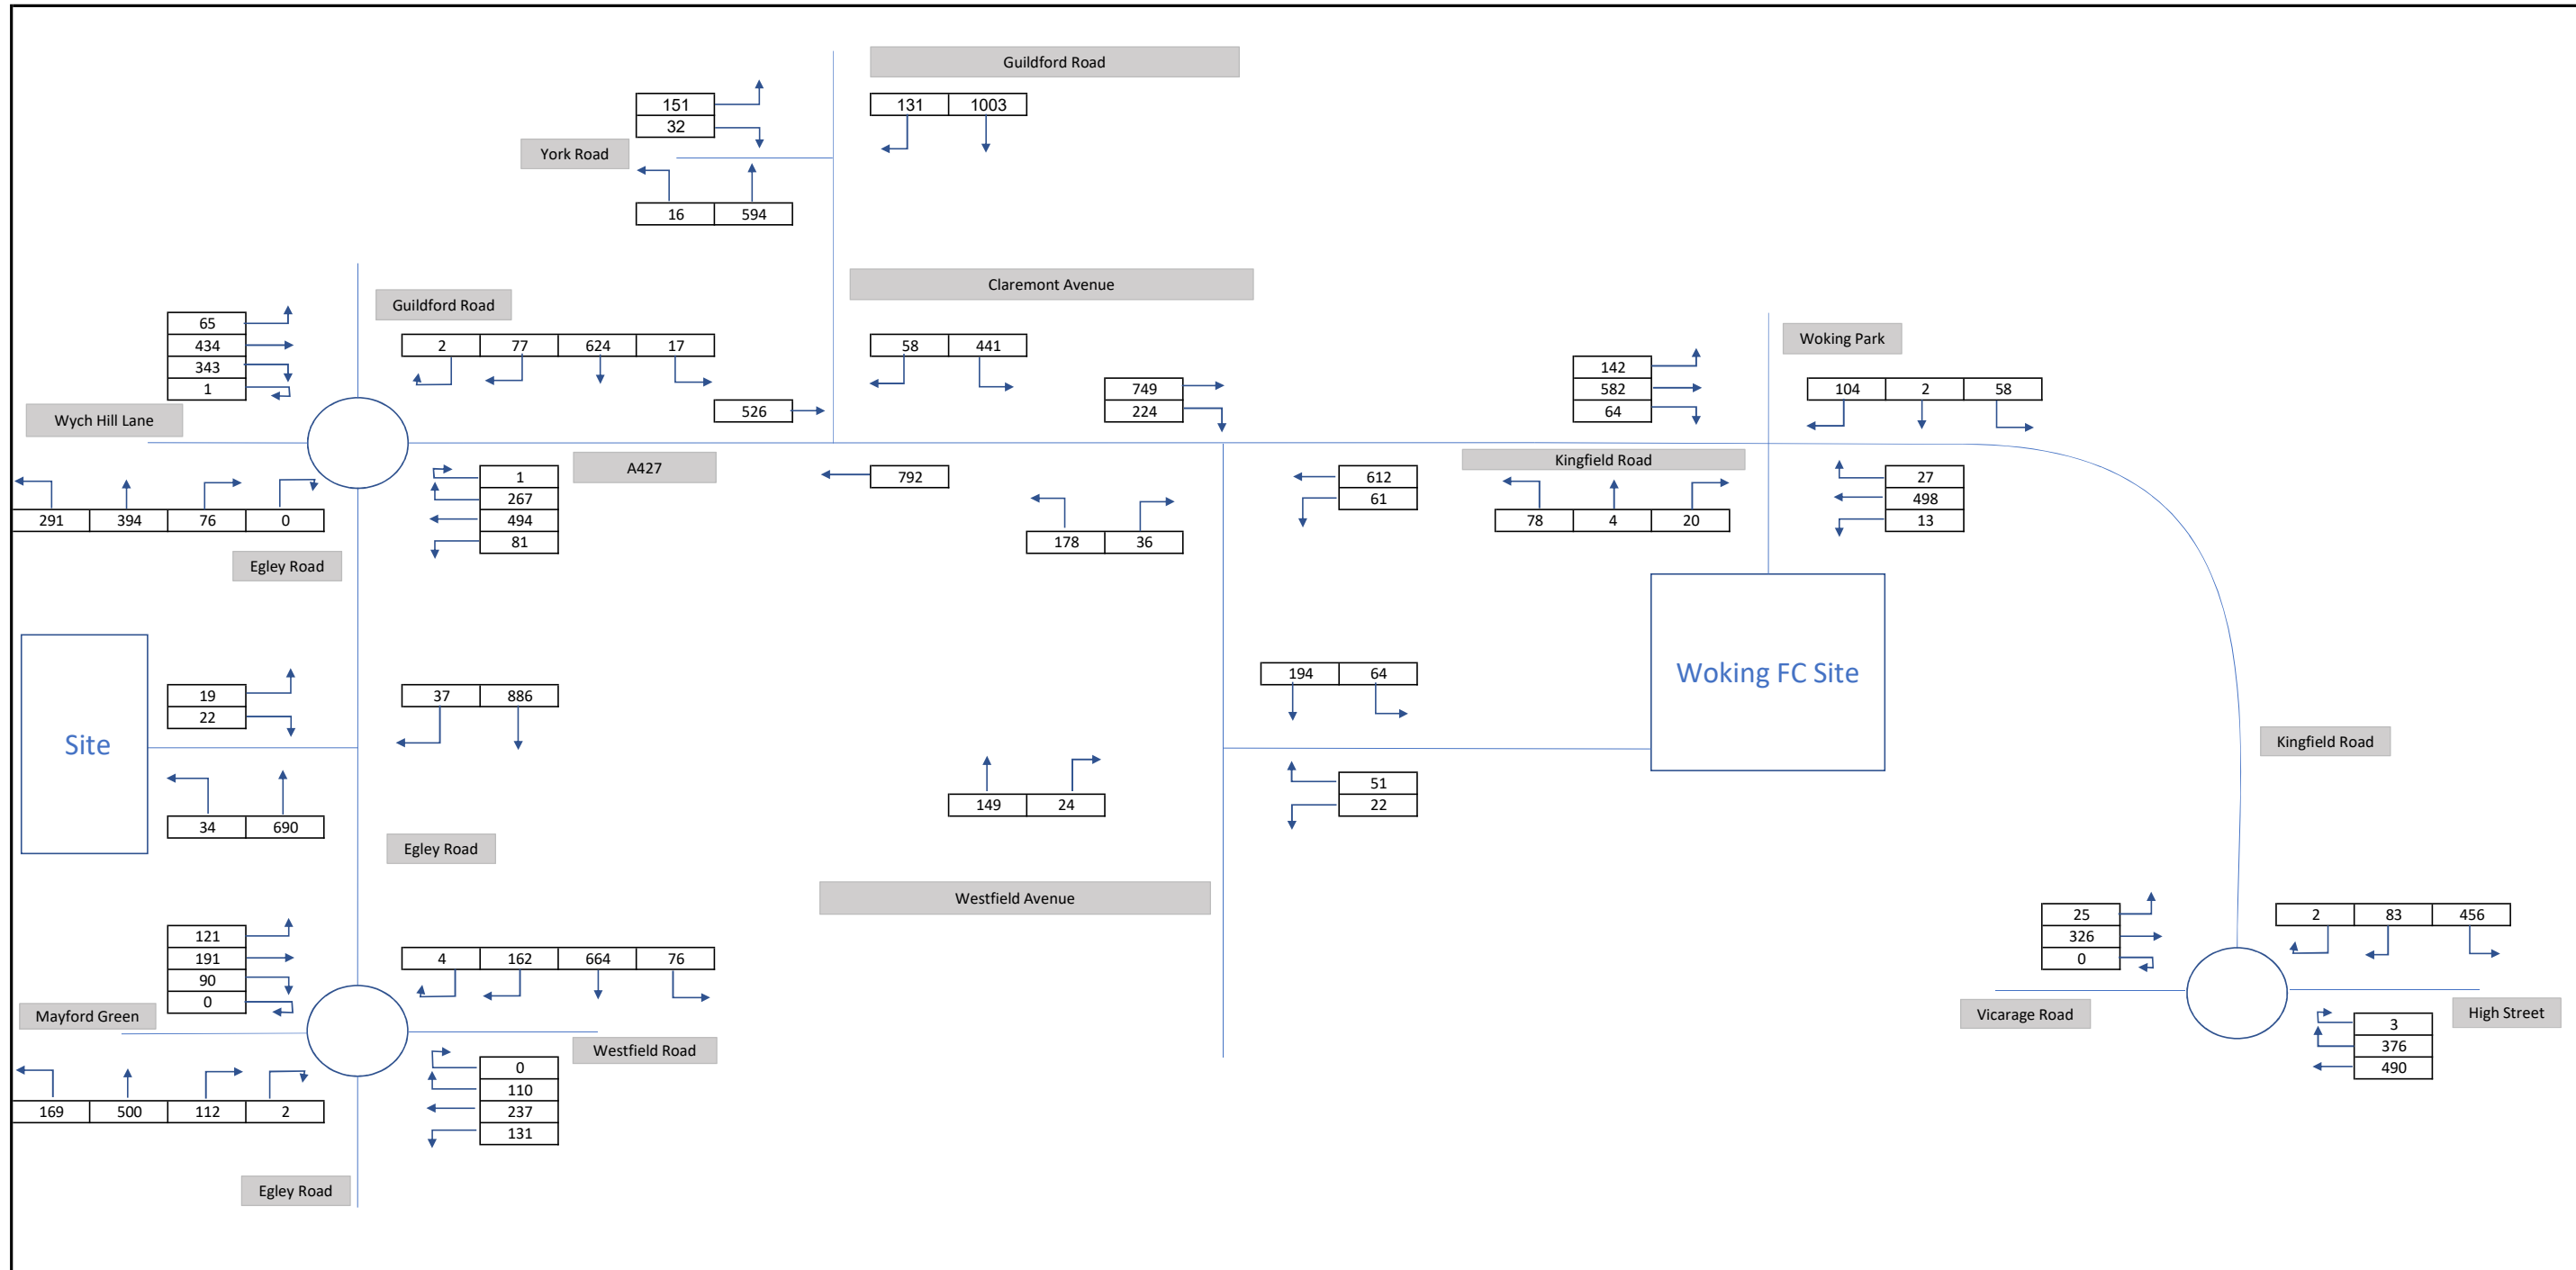 Guildford Road
151
32
131 1003
York Road
16 594
Claremont Avenue
Guildford Road
65
434
343
1
2 77 624 17
58 441
Woking Park
142
582
64
749
224
104 2 58
526
Wych Hill Lane
A427
Kingfield Road
1
267
494
81
792
612
61
27
498
13
291 394 76 0
78 4 20
178 36
Egley Road
Site
19
22
37 886
194 64
Woking FC Site
Kingfield Road
51
22
149 24
34 690
Egley Road
Westfield Avenue
121
191
90
0
4 162 664 76
25
326
0
2 83 456
Mayford Green
Vicarage Road
High Street
Westfield Road
3
376
490
0
110
237
131
169 500 112 2
Egley Road